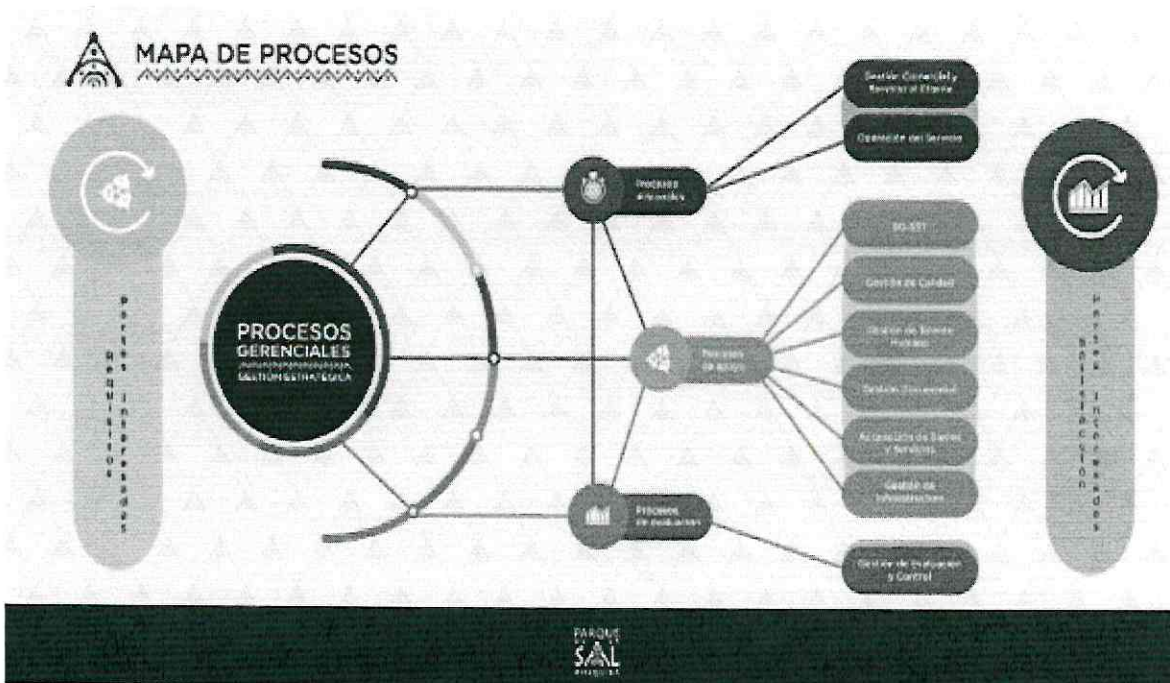 MAPA DE PROCESOS
Partes Interesadas
Requisitos
PROCESOS
GERENCIALES
GESTIÓN ESTRATÉGICA
Procesos
Procesos
de apoyo
Procesos
de evaluación
Gestión Comercial y
Servicio al Cliente
Operación del Servicio
SG-SST
Gestión de Calidad
Gestión de Talento
Humano
Gestión Documental
Adquisición de Bienes
y Servicios
Gestión de
Infraestructura
Gestión de Evaluación
y Control
Partes Interesadas
Satisfacción
PARQUE
SAL